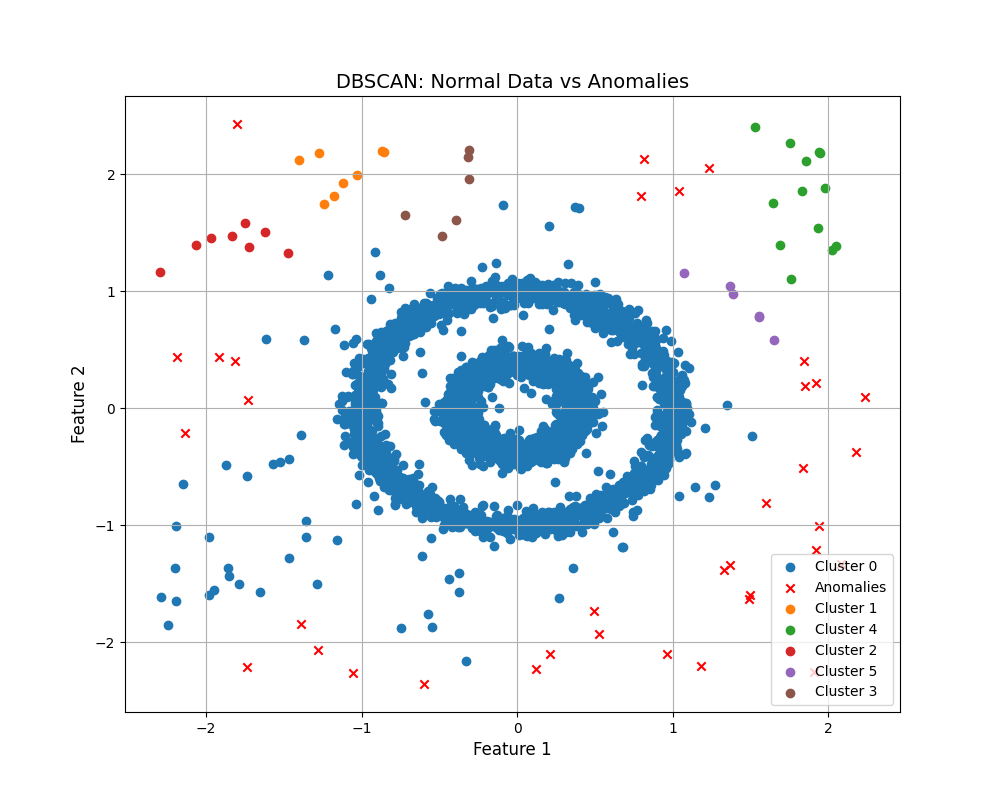 DBSCAN: Normal Data vs Anomalies
Feature 2
2
1
0
−1
−2
−2
−1
0
1
2
Feature 1
Cluster 0
Anomalies
Cluster 1
Cluster 4
Cluster 2
Cluster 5
Cluster 3